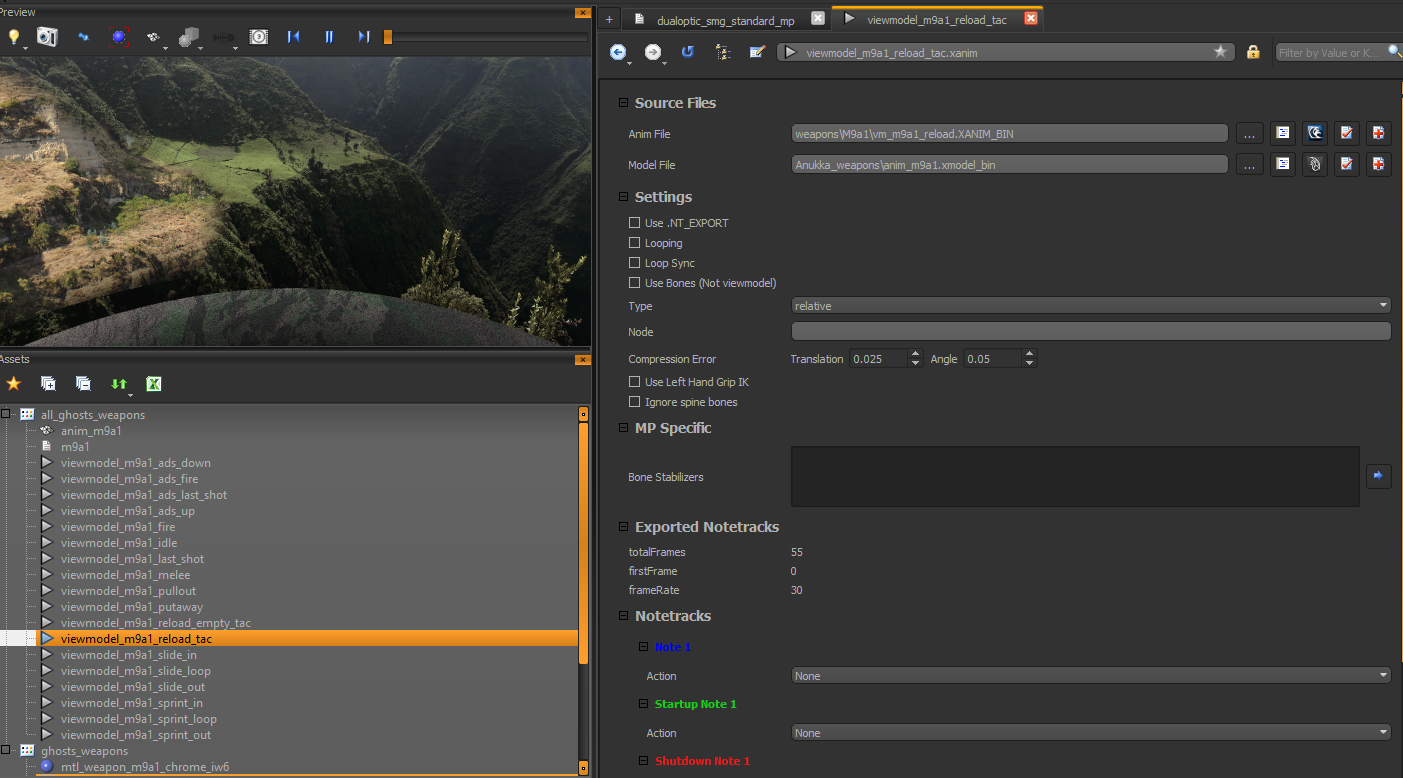 Preview
dualoptic_smg_standard_mp
viewmodel_m9a1_reload_tac
viewmodel_m9a1_reload_tac.xanim
Filter by Value or K...
Source Files
Anim File
weapons\M9a1\vm_m9a1_reload.XANIM_BIN
...
Model File
Anukka_weapons\anim_m9a1.xmodel_bin
...
Settings
Use .NT_EXPORT
Looping
Loop Sync
Use Bones (Not viewmodel)
Type
relative
Node
Compression Error
Translation
0.025
Angle
0.05
Use Left Hand Grip IK
Ignore spine bones
MP Specific
Bone Stabilizers
Exported Notetracks
totalFrames
55
firstFrame
0
frameRate
30
Notetracks
Note 1
Action
None
Startup Note 1
Action
None
Shutdown Note 1
Assets
all_ghosts_weapons
anim_m9a1
m9a1
viewmodel_m9a1_ads_down
viewmodel_m9a1_ads_fire
viewmodel_m9a1_ads_last_shot
viewmodel_m9a1_ads_up
viewmodel_m9a1_fire
viewmodel_m9a1_idle
viewmodel_m9a1_last_shot
viewmodel_m9a1_melee
viewmodel_m9a1_pullout
viewmodel_m9a1_putaway
viewmodel_m9a1_reload_empty_tac
viewmodel_m9a1_reload_tac
viewmodel_m9a1_slide_in
viewmodel_m9a1_slide_loop
viewmodel_m9a1_slide_out
viewmodel_m9a1_sprint_in
viewmodel_m9a1_sprint_loop
viewmodel_m9a1_sprint_out
ghosts_weapons
mtl_weapon_m9a1_chrome_iw6